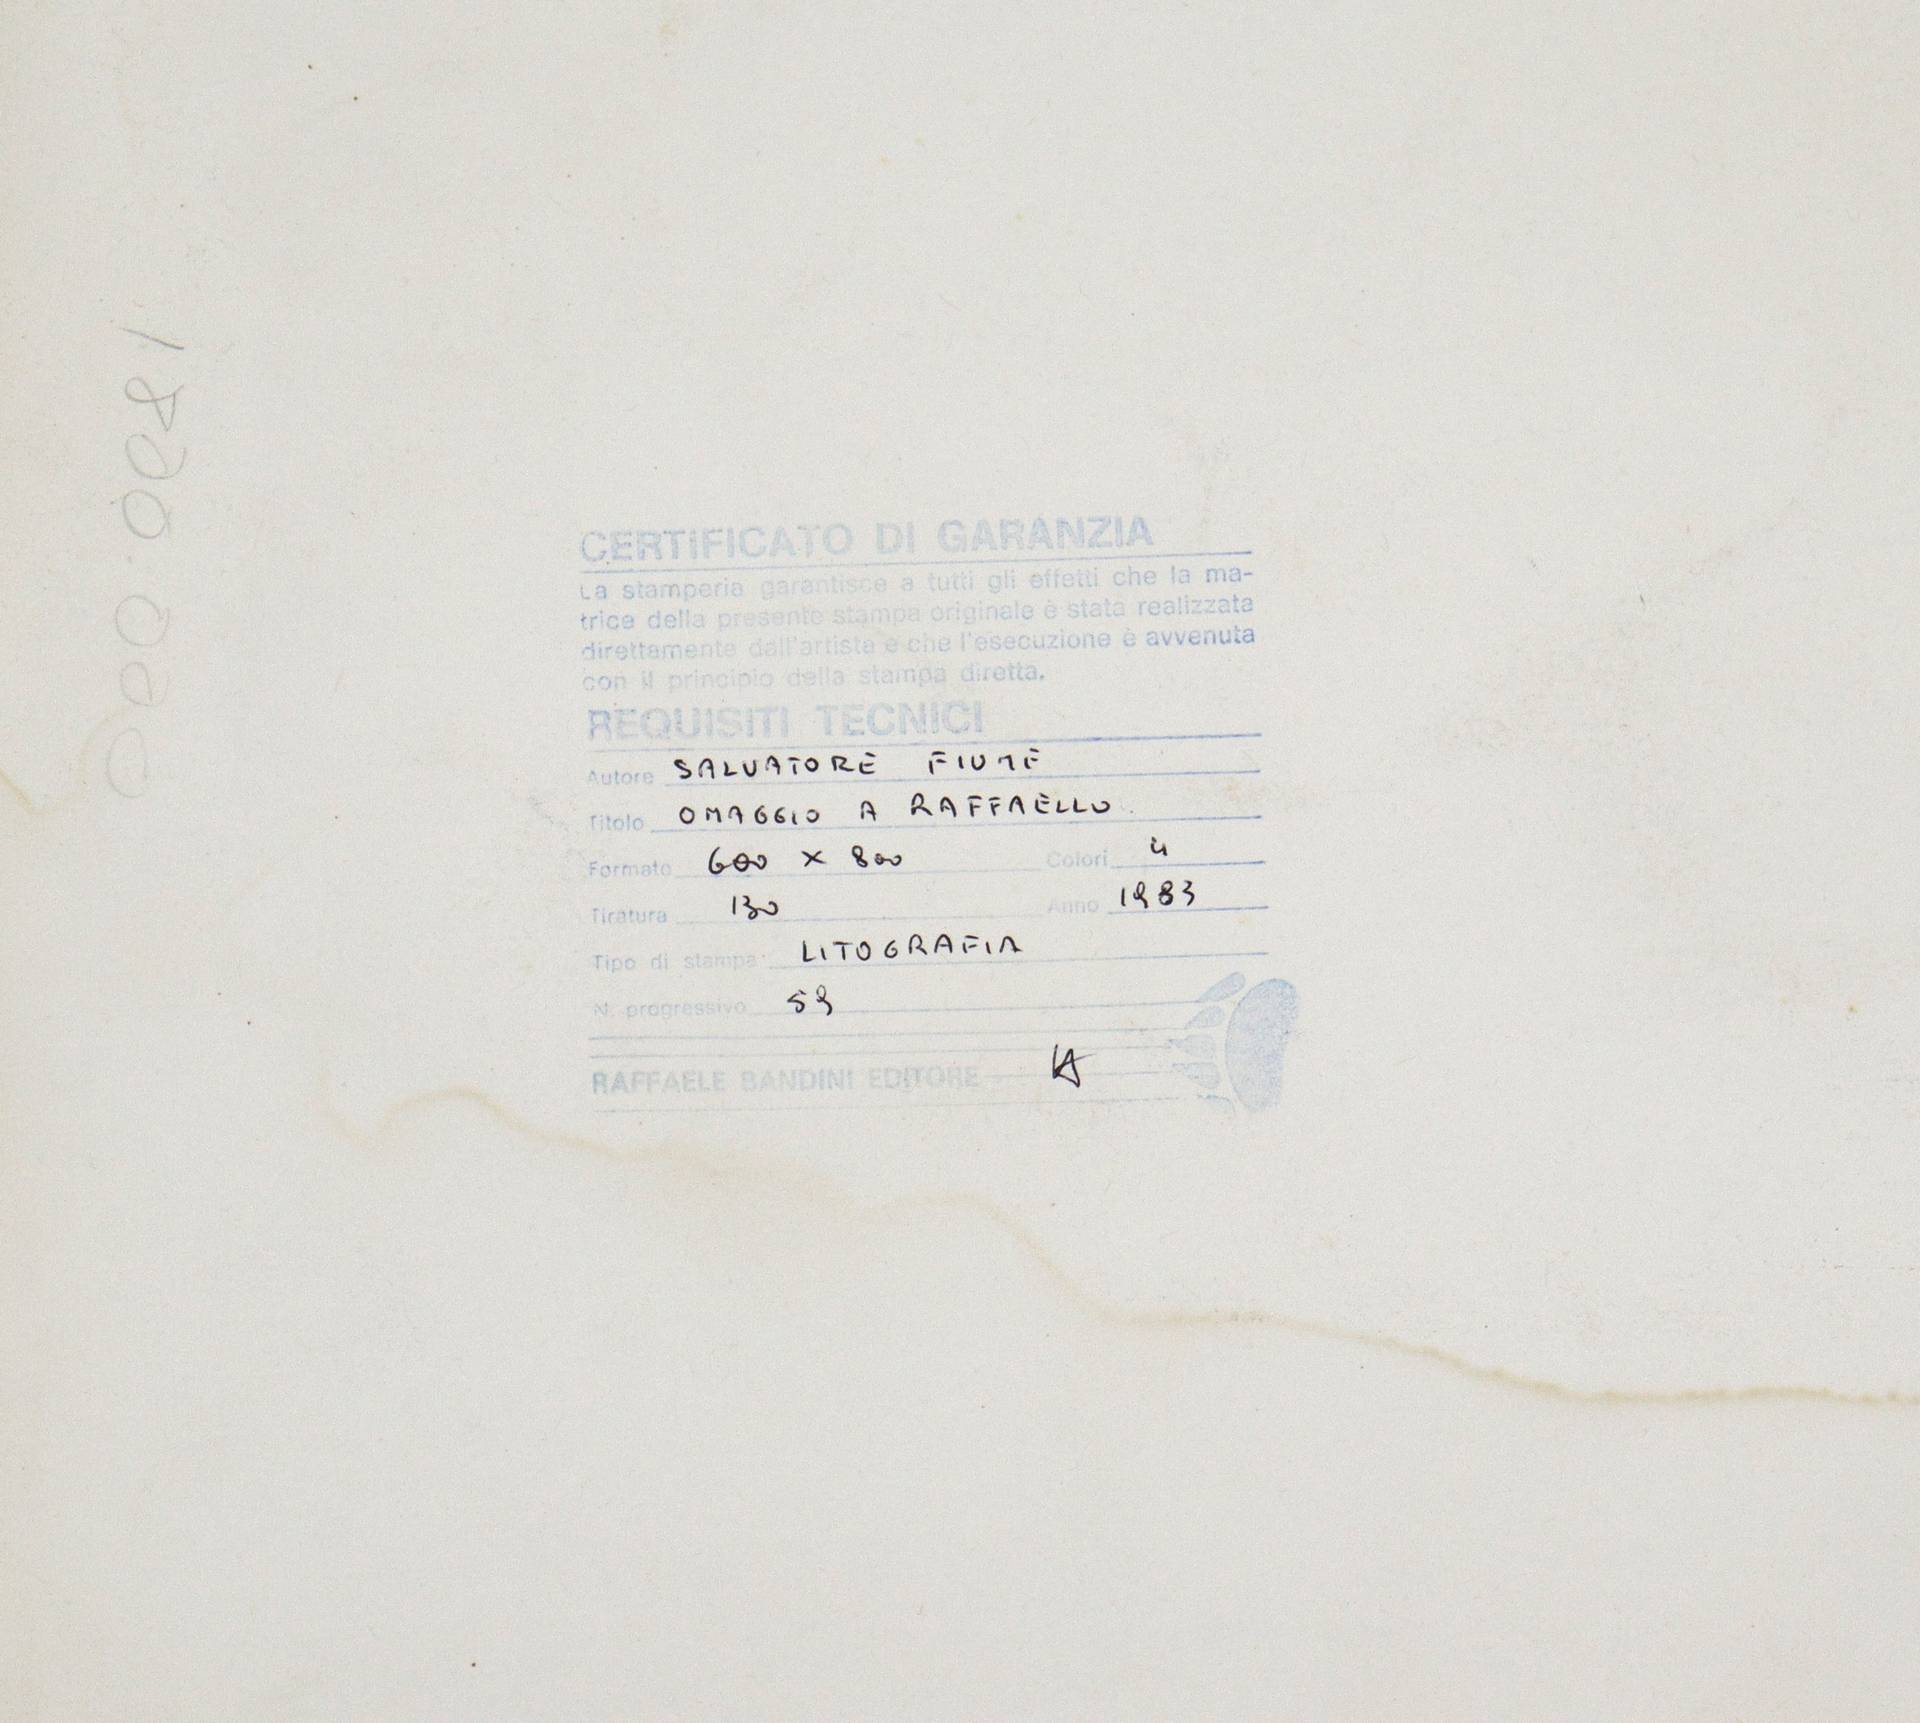 CERTIFICATO DI GARANZIA
La stamperia garantisce a tutti gli effetti che la ma-
trice della presente stampa originale è stata realizzata
direttamente dall'artista e che l'esecuzione è avvenuta
con il principio della stampa diretta.
REQUISITI TECNICI
Autore SALVATORE FIUME
Titolo OMAGGIO A RAFFAELLO
Formato 600 x 800 Colori 4
Tiratura 130 Anno 1983
Tipo di stampa: LITOGRAFIA
N. progressivo 59
RAFFAELE BANDINI EDITORE